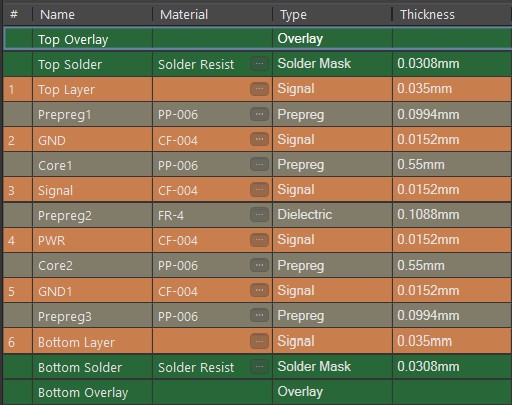 # Name Material Type Thickness
Top Overlay Overlay
Top Solder Solder Resist ... Solder Mask 0.0308mm
1 Top Layer ... Signal 0.035mm
Prepreg1 PP-006 ... Prepreg 0.0994mm
2 GND CF-004 ... Signal 0.0152mm
Core1 PP-006 ... Prepreg 0.55mm
3 Signal CF-004 ... Signal 0.0152mm
Prepreg2 FR-4 ... Dielectric 0.1088mm
4 PWR CF-004 ... Signal 0.0152mm
Core2 PP-006 ... Prepreg 0.55mm
5 GND1 CF-004 ... Signal 0.0152mm
Prepreg3 PP-006 ... Prepreg 0.0994mm
6 Bottom Layer ... Signal 0.035mm
Bottom Solder Solder Resist ... Solder Mask 0.0308mm
Bottom Overlay Overlay